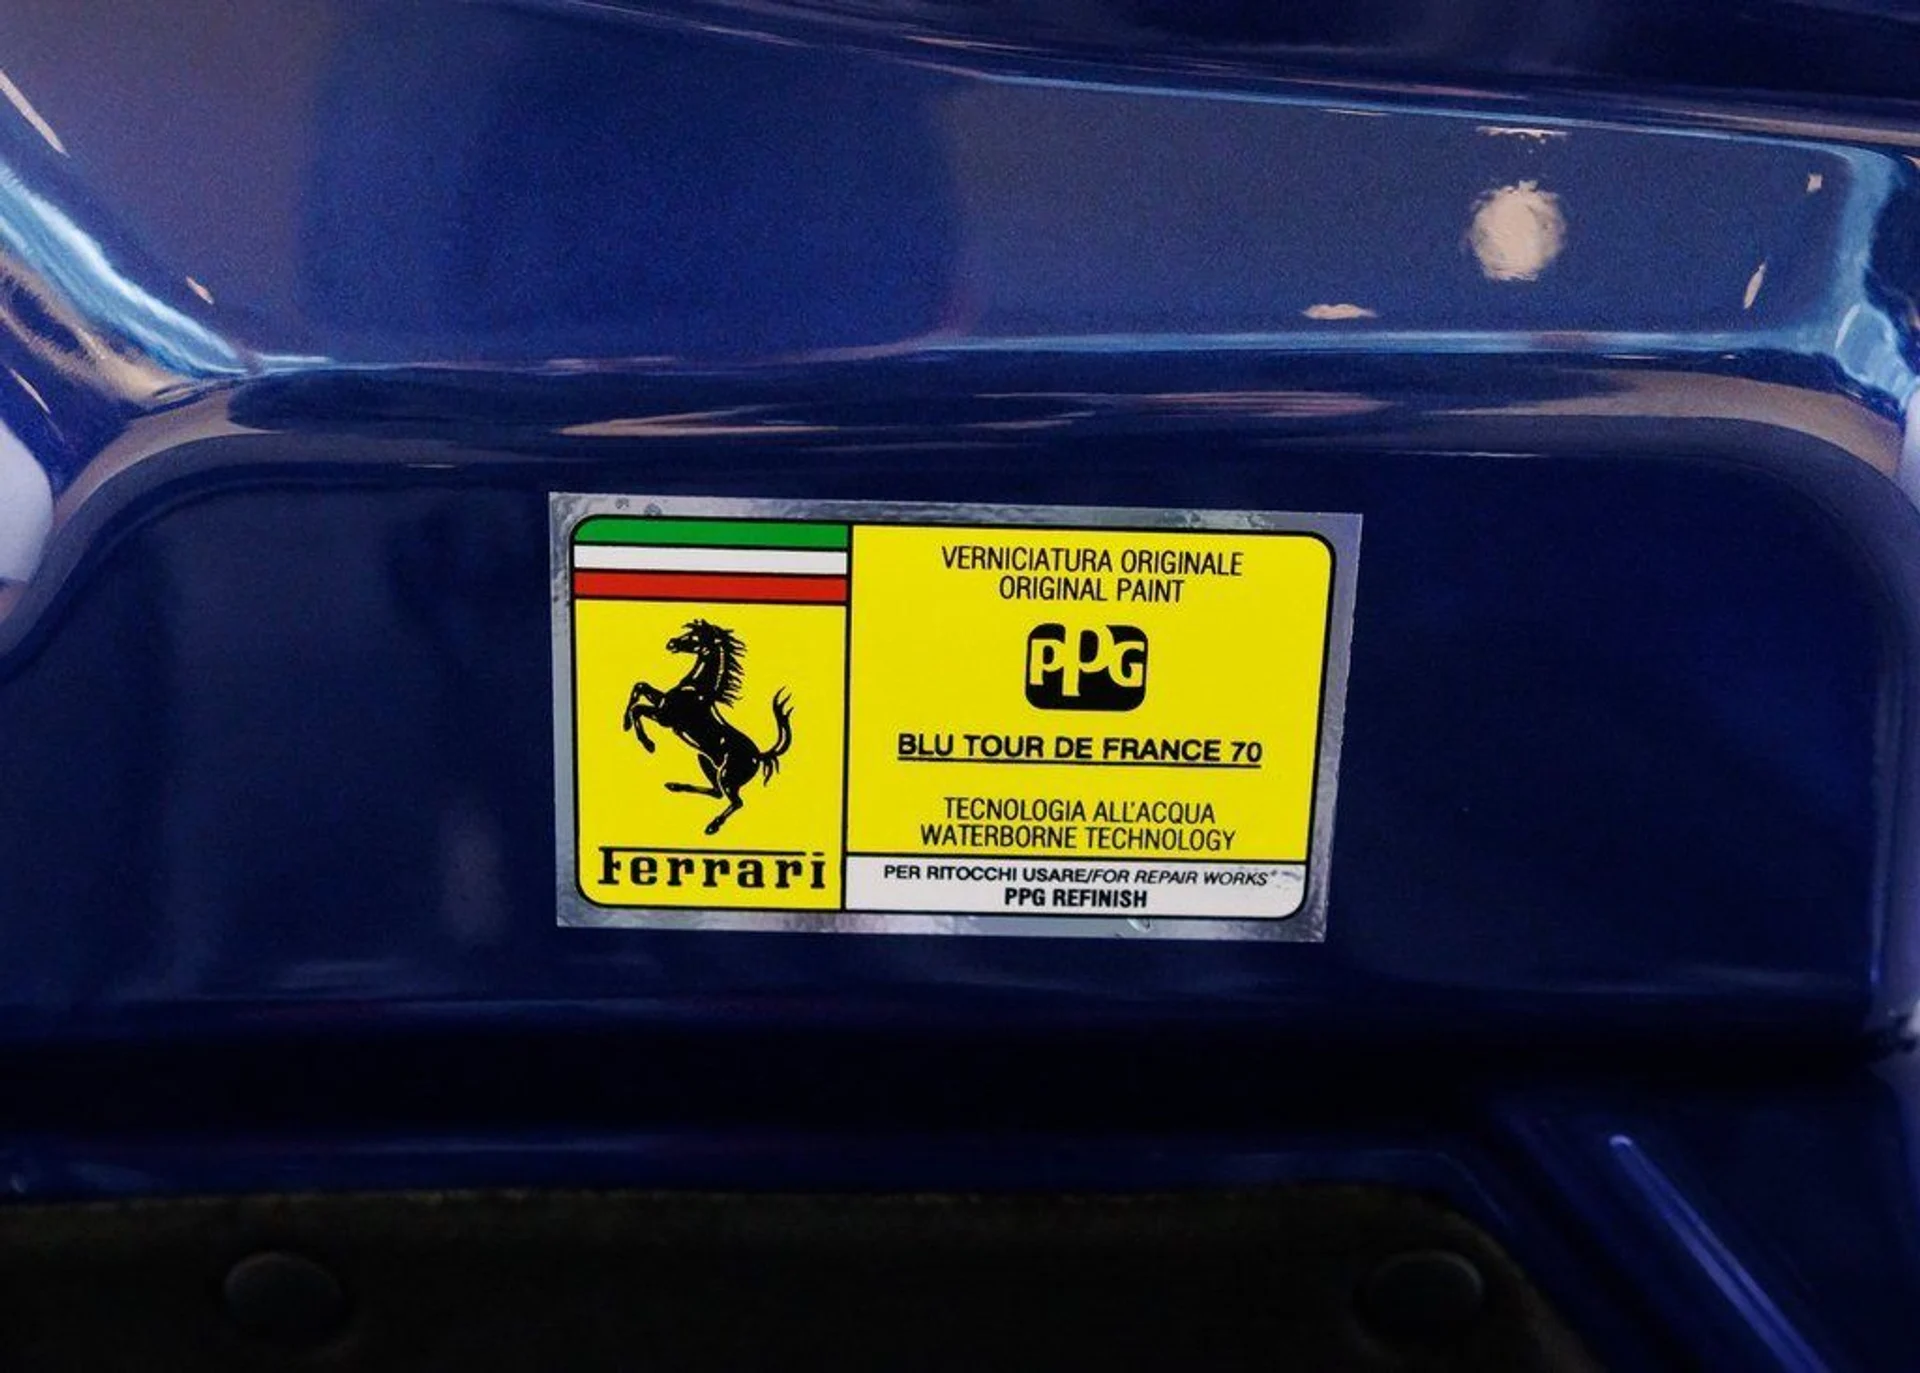 Ferrari
VERNICIATURA ORIGINALE
ORIGINAL PAINT
PPG
BLU TOUR DE FRANCE 70
TECNOLOGIA ALL'ACQUA
WATERBORNE TECHNOLOGY
PER RITOCCHI USARE/FOR REPAIR WORKS
PPG REFINISH